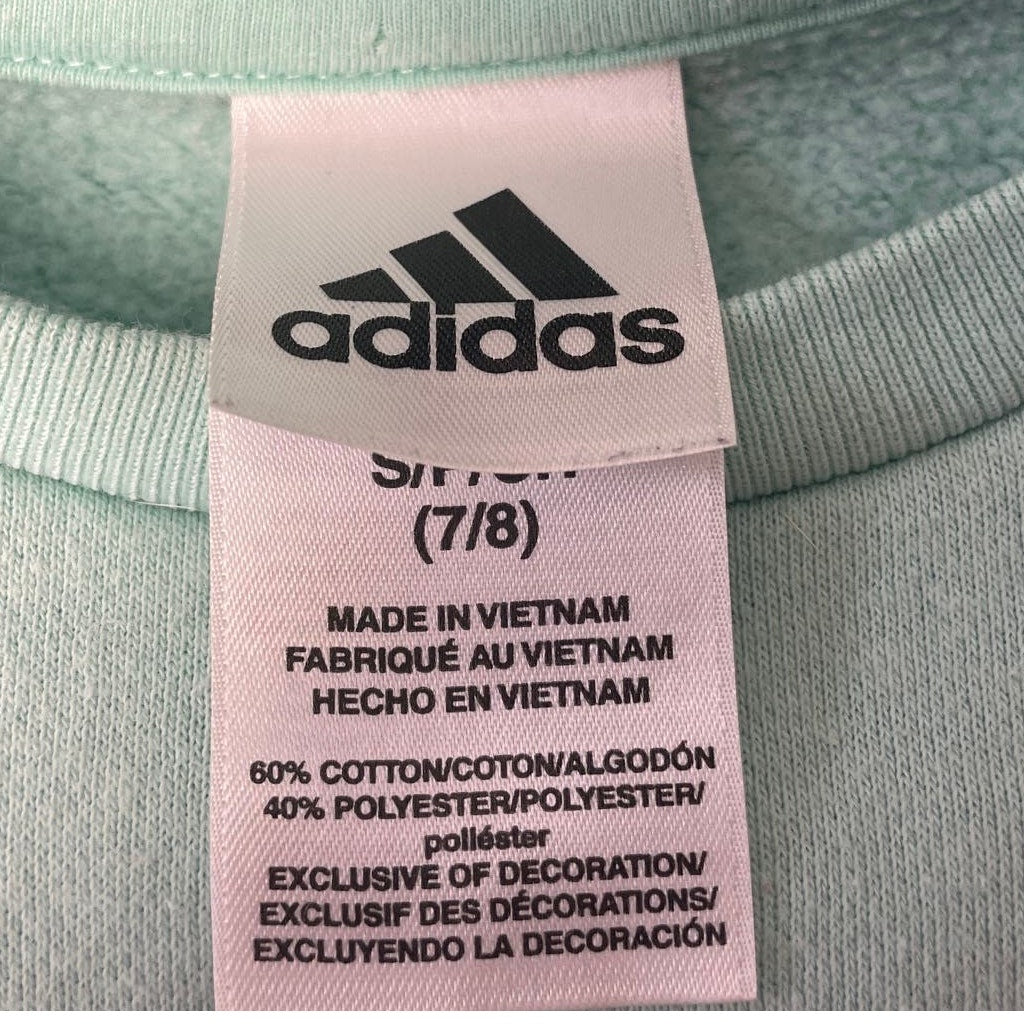 adidas
(7/8)
MADE IN VIETNAM
FABRIQUÉ AU VIETNAM
HECHO EN VIETNAM
60% COTTON/COTON/ALGODÓN
40% POLYESTER/POLYESTER/
poliéster
EXCLUSIVE OF DECORATION/
EXCLUSIF DES DÉCORATIONS/
EXCLUYENDO LA DECORACIÓN